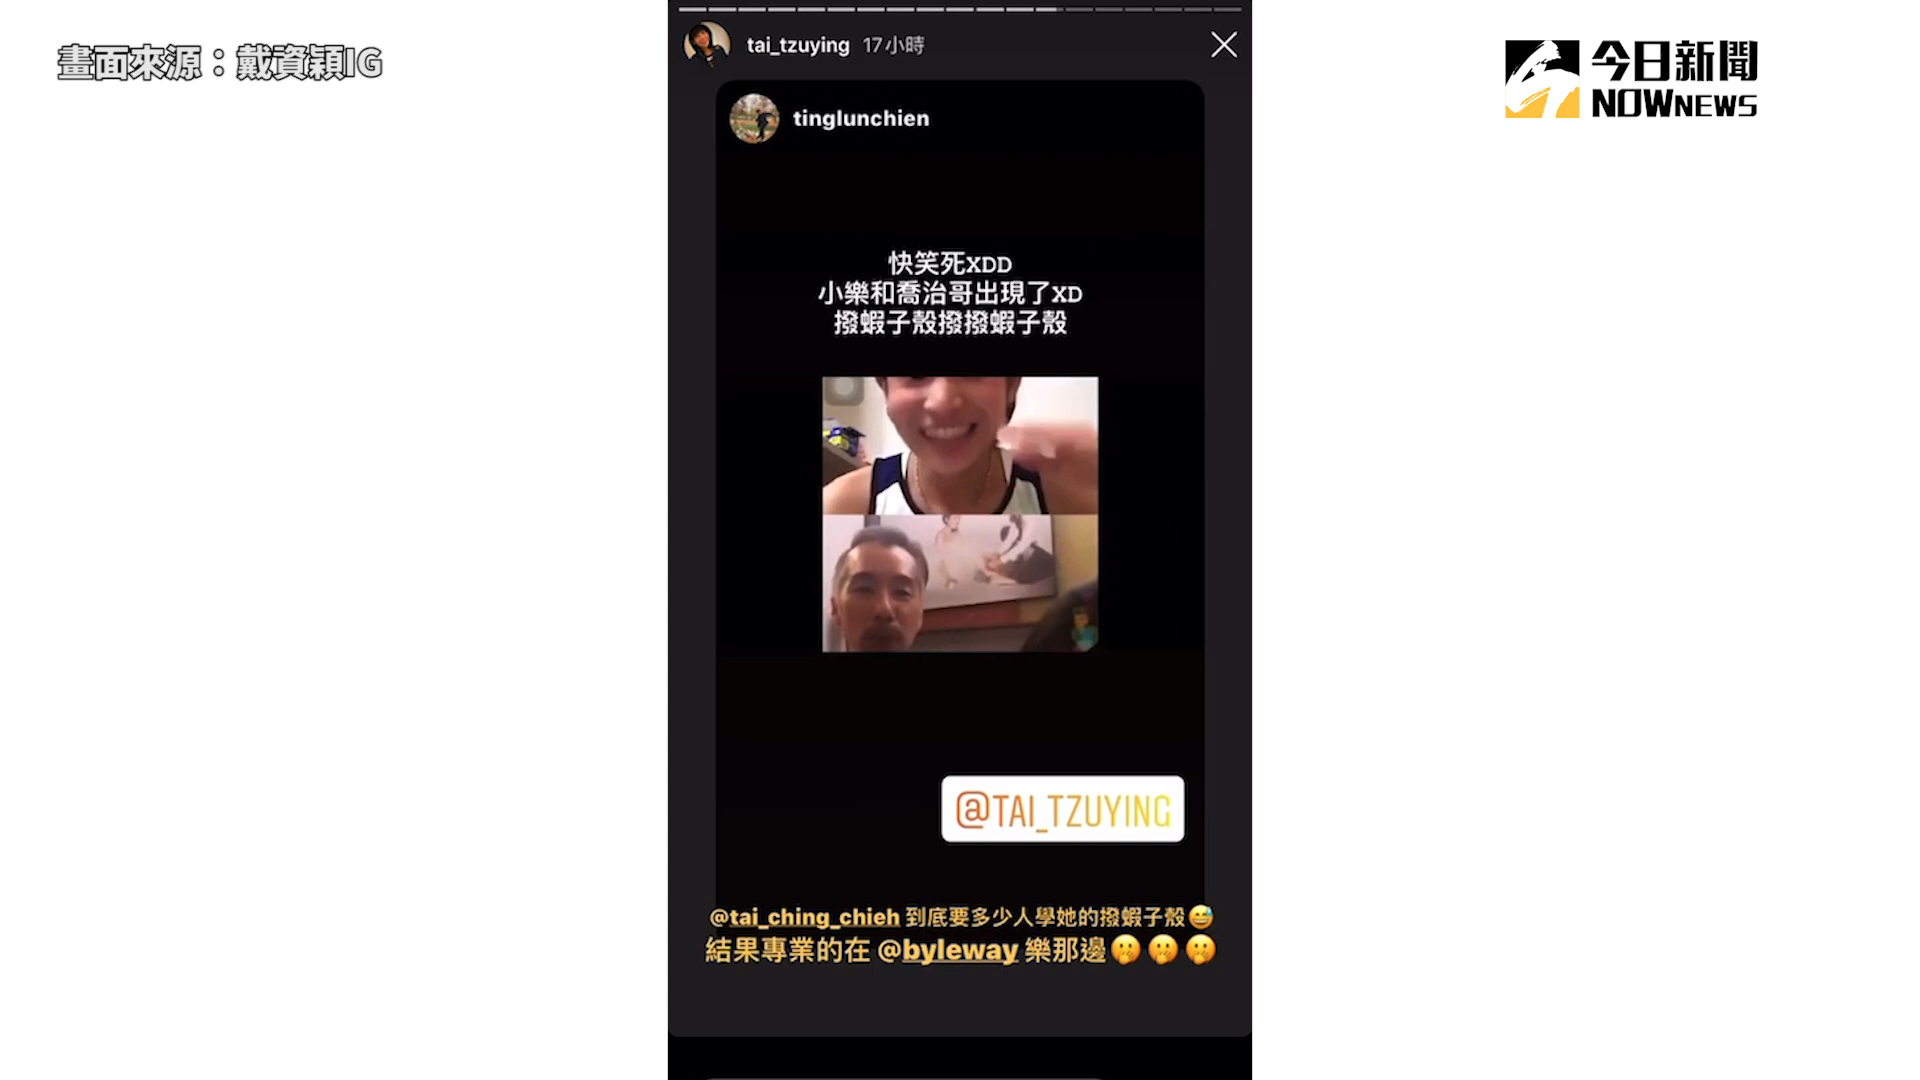 畫面來源：戴資穎IG
今日新聞
NOWNEWS
tai_tzuying 17小時
tinglunchien
快笑死XDD
小樂和喬治哥出現了XD
撥蝦子殼撥撥蝦子殼
@TAI_TZUYING
@tai_ching_chieh 到底要多少人學她的撥蝦子殼😅
結果專業的在 @byleway 樂那邊🤭🤭🤭